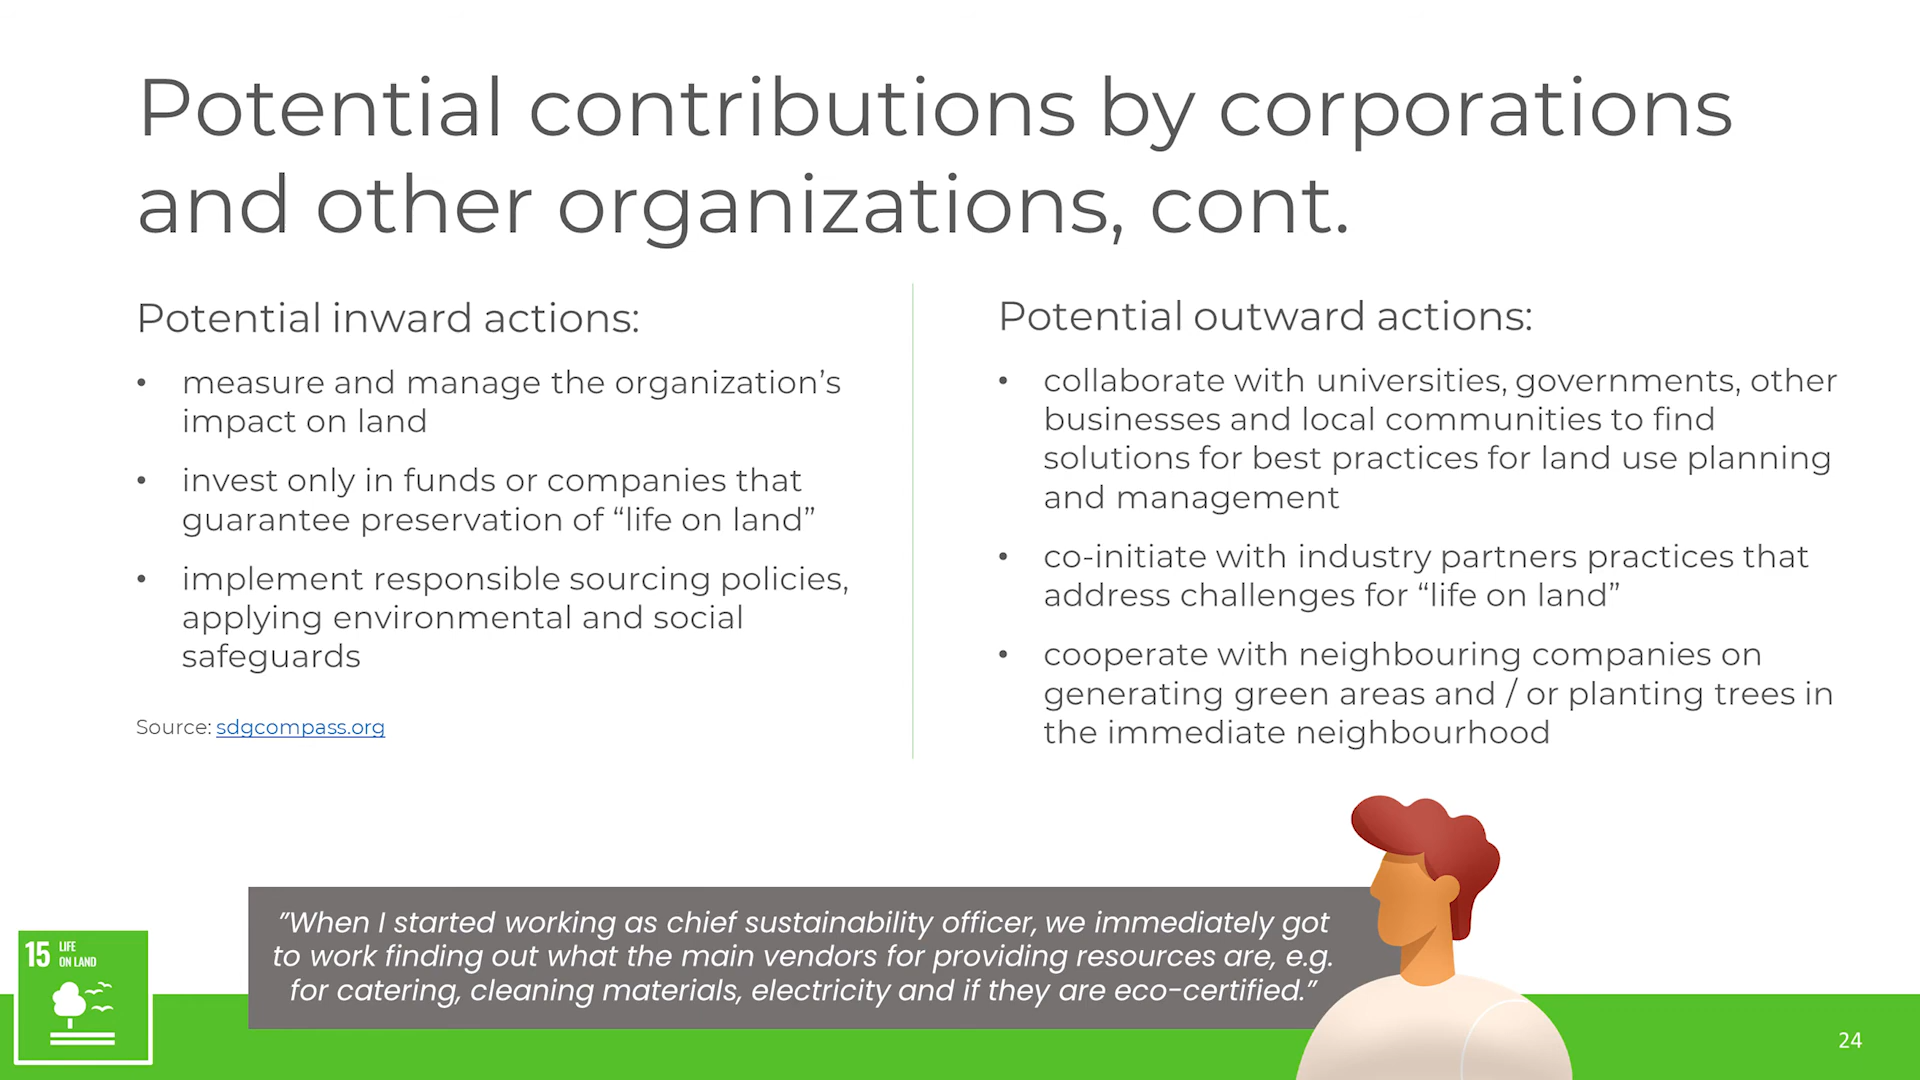 Potential contributions by corporations
and other organizations, cont.
Potential inward actions:
• measure and manage the organization’s
impact on land
• invest only in funds or companies that
guarantee preservation of “life on land”
• implement responsible sourcing policies,
applying environmental and social
safeguards
Source: sdgcompass.org
Potential outward actions:
• collaborate with universities, governments, other
businesses and local communities to find
solutions for best practices for land use planning
and management
• co-initiate with industry partners practices that
address challenges for “life on land”
• cooperate with neighbouring companies on
generating green areas and / or planting trees in
the immediate neighbourhood
”When I started working as chief sustainability officer, we immediately got
to work finding out what the main vendors for providing resources are, e.g.
for catering, cleaning materials, electricity and if they are eco-certified.”
15 LIFE
ON LAND
24